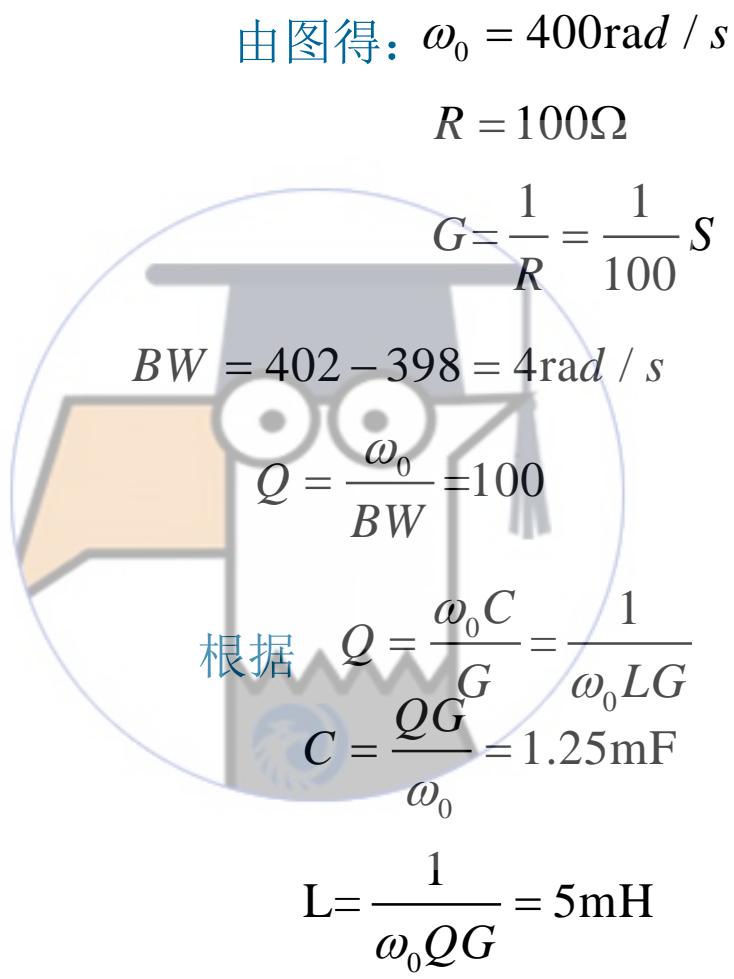 由图得：ω₀ = 400rad / s
R = 100Ω
G = 1/R = 1/100 S
BW = 402 − 398 = 4rad / s
Q = ω₀/BW = 100
根据 Q = ω₀C/G = 1/ω₀LG
C = QG/ω₀ = 1.25mF
L = 1/ω₀QG = 5mH